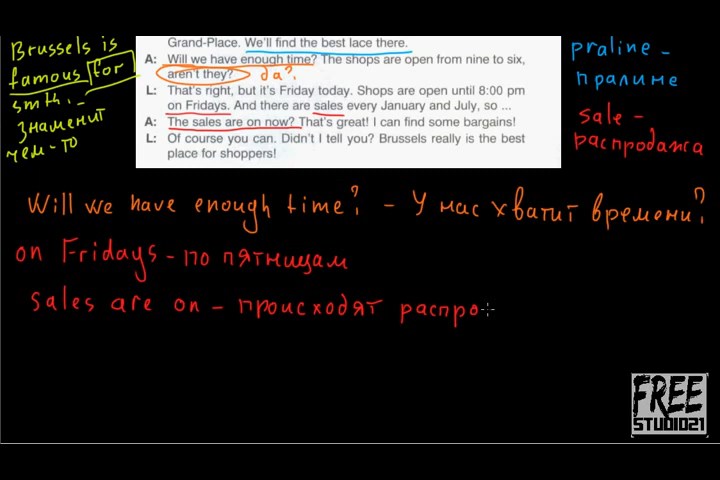 Brussels is
famous for
smth. -
знаменит
чем-то
Grand-Place. We'll find the best lace there.
A: Will we have enough time? The shops are open from nine to six,
aren't they? да?
L: That's right, but it's Friday today. Shops are open until 8:00 pm
on Fridays. And there are sales every January and July, so ...
A: The sales are on now? That's great! I can find some bargains!
L: Of course you can. Didn't I tell you? Brussels really is the best
place for shoppers!
praline -
пралине
sale -
распродажа
Will we have enough time? - У нас хватит времени?
on Fridays - по пятницам
sales are on - происходят распро
FREE
STUDIO21